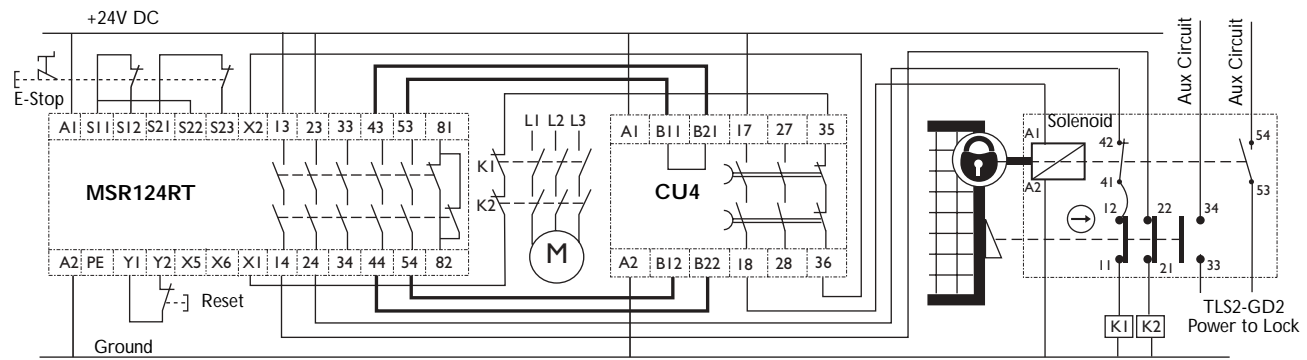 +24V DC
Aux Circuit
Aux Circuit
E-Stop
L1 L2 L3
Solenoid
A1 S11 S12 S21 S22 S23 X2 13 23 33 43 53 81
A1 B11 B21 17 27 35
A1
42
54
K1
MSR124RT
CU4
A2
41
53
K2
12 22 34
M
A2 PE Y1 Y2 X5 X6 X1 14 24 34 44 54 82
A2 B12 B22 18 28 36
11 21 33
Reset
TLS2-GD2
Power to Lock
K1 K2
Ground